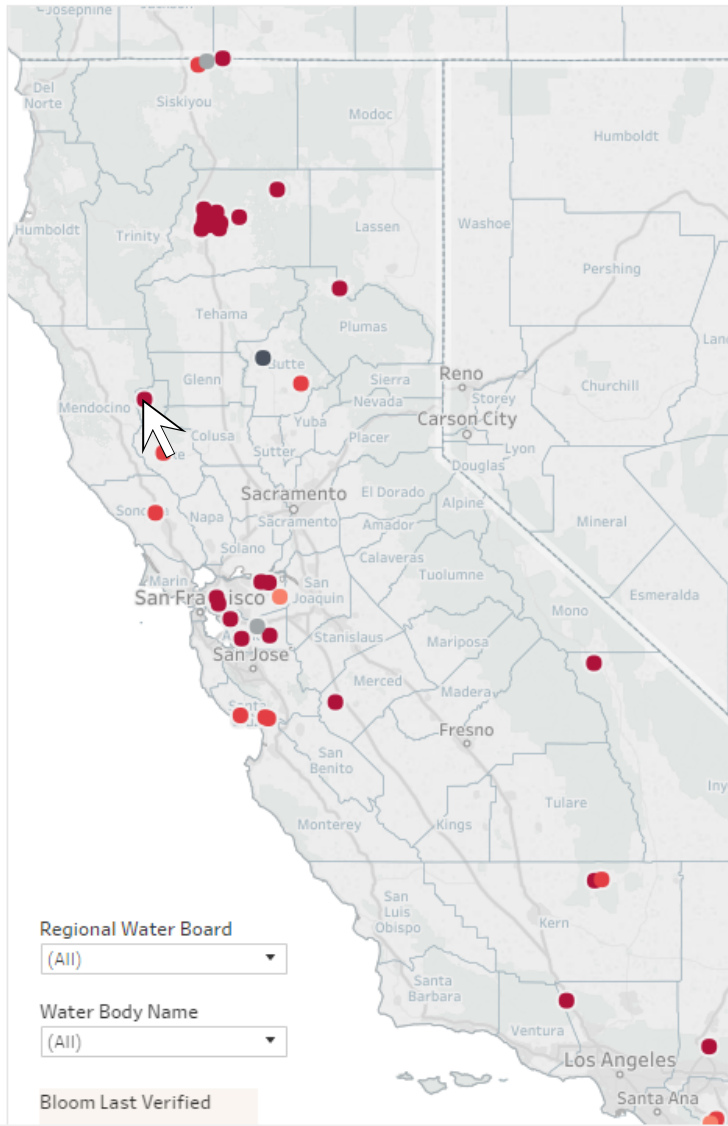 Josephine
Jackson
Del
Norte
Siskiyou
Modoc
Humboldt
Humboldt
Trinity
Lassen
Washoe
Pershing
Tehama
Plumas
Butte
Glenn
Sierra
Reno
Storey
Churchill
Nevada
Mendocino
Yuba
Carson City
Colusa
Placer
Sutter
Lyon
Douglas
Sacramento
El Dorado
Alpine
Napa
Sacramento
Amador
Mineral
Solano
Calaveras
Marin
San
Joaquin
Tuolumne
Esmeralda
San Francisco
Mono
Stanislaus
Mariposa
San Jose
Merced
Madera
Santa
Fresno
San
Benito
Iny
Tulare
Monterey
Kings
San
Luis
Obispo
Kern
Regional Water Board
(All)
Santa
Barbara
Water Body Name
(All)
Ventura
Los Angeles
Santa Ana
Bloom Last Verified